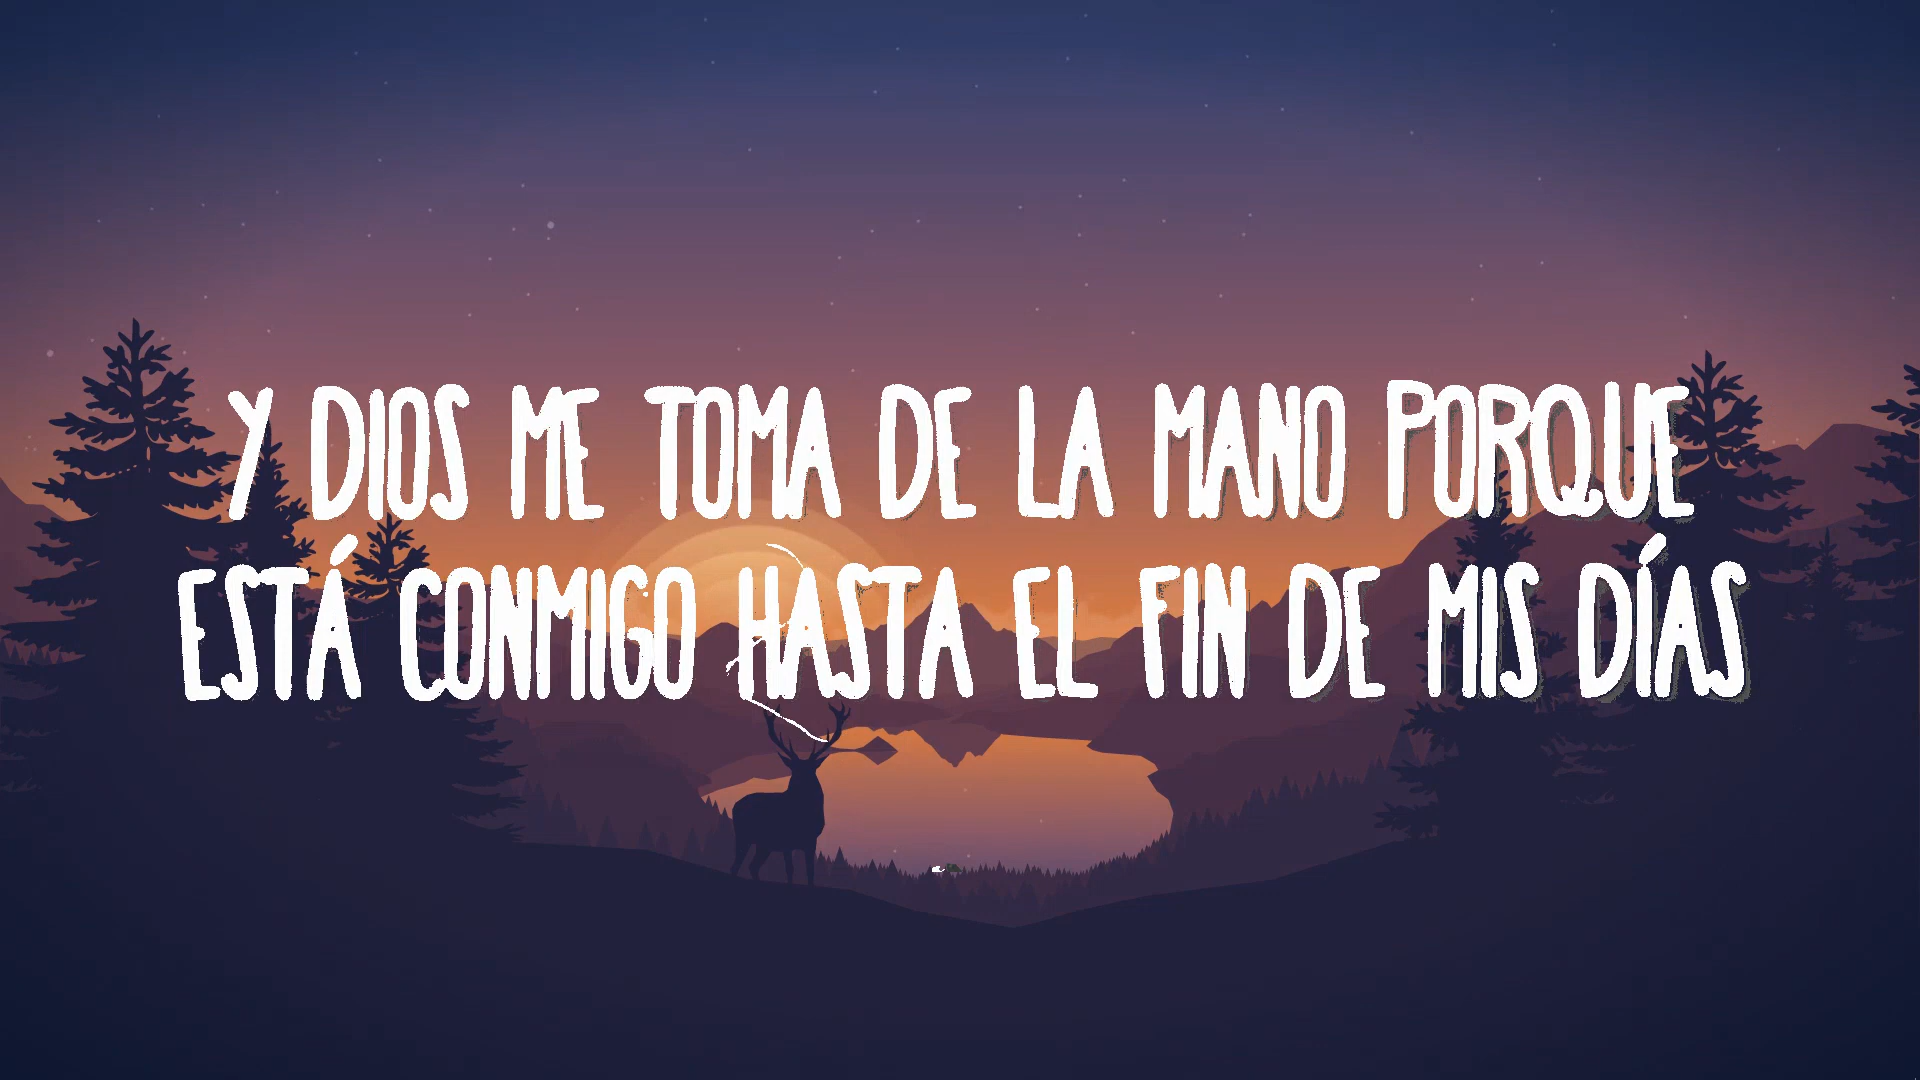 Y DIOS ME TOMA DE LA MANO PORQUE
ESTÁ CONMIGO HASTA EL FIN DE MIS DÍAS